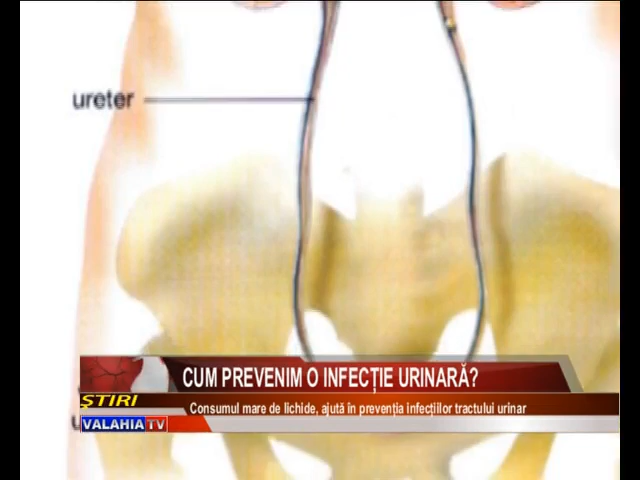 ureter
CUM PREVENIM O INFECȚIE URINARĂ?
ȘTIRI
Consumul mare de lichide, ajută în prevenția infecțiilor tractului urinar
VALAHIA TV